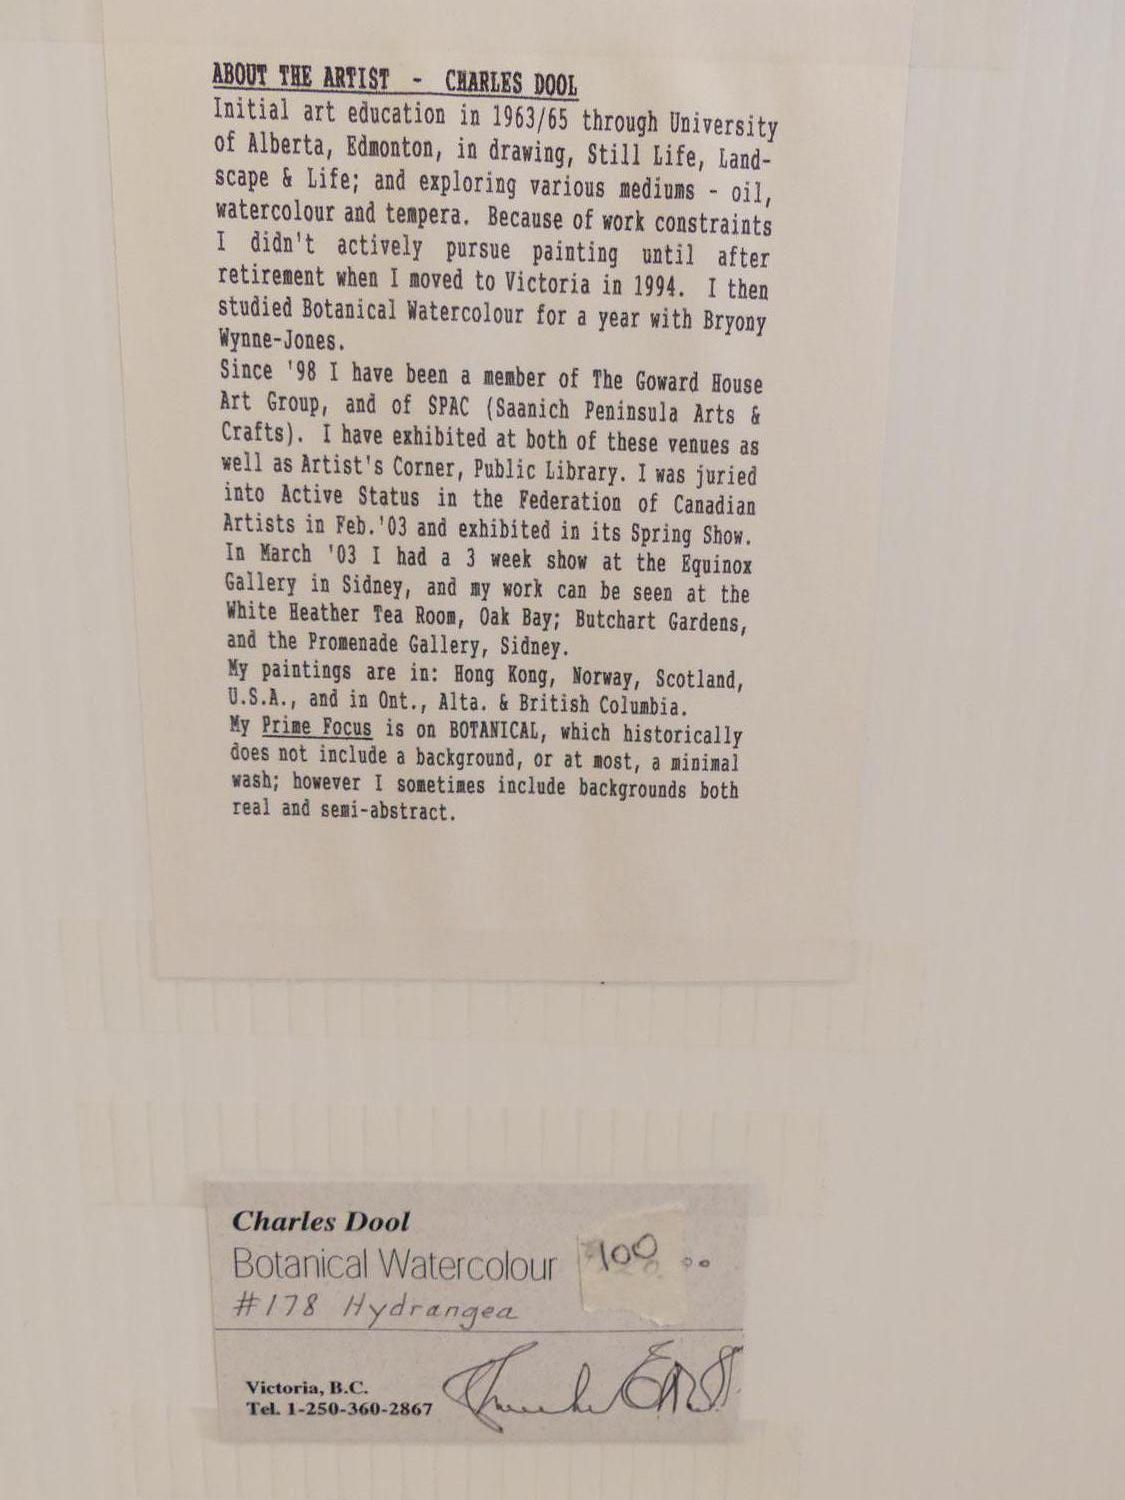 ABOUT THE ARTIST - CHARLES DOOL
Initial art education in 1963/65 through University
of Alberta, Edmonton, in drawing, Still Life, Land-
scape & Life; and exploring various mediums - oil,
watercolour and tempera. Because of work constraints
I didn't actively pursue painting until after
retirement when I moved to Victoria in 1994. I then
studied Botanical Watercolour for a year with Bryony
Wynne-Jones.
Since '98 I have been a member of The Goward House
Art Group, and of SPAC (Saanich Peninsula Arts &
Crafts). I have exhibited at both of these venues as
well as Artist's Corner, Public Library. I was juried
into Active Status in the Federation of Canadian
Artists in Feb.'03 and exhibited in its Spring Show.
In March '03 I had a 3 week show at the Equinox
Gallery in Sidney, and my work can be seen at the
White Heather Tea Room, Oak Bay; Butchart Gardens,
and the Promenade Gallery, Sidney.
My paintings are in: Hong Kong, Norway, Scotland,
U.S.A., and in Ont., Alta. & British Columbia.
My Prime Focus is on BOTANICAL, which historically
does not include a background, or at most, a minimal
wash; however I sometimes include backgrounds both
real and semi-abstract.
Charles Dool
Botanical Watercolour 100 ..
#178 Hydrangea
Victoria, B.C.
Tel. 1-250-360-2867